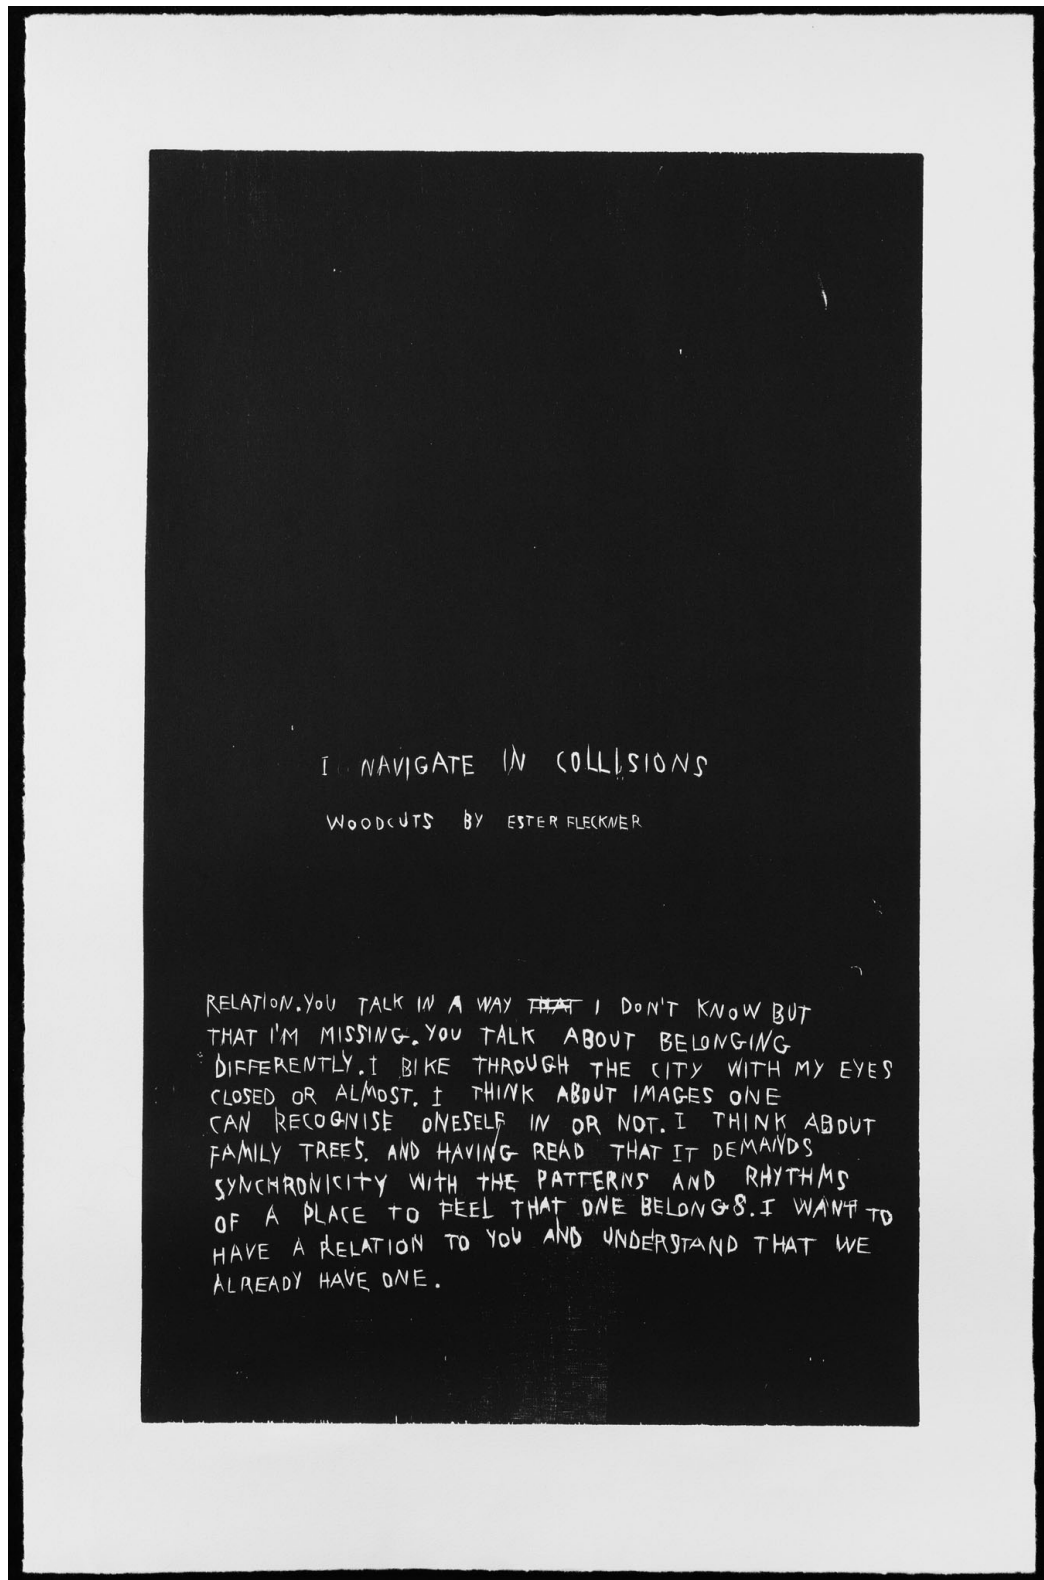 I NAVIGATE IN COLLISIONS
WOODCUTS BY ESTER FLECKNER
RELATION. YOU TALK IN A WAY THAT I DON'T KNOW BUT
THAT I'M MISSING. YOU TALK ABOUT BELONGING
DIFFERENTLY. I BIKE THROUGH THE CITY WITH MY EYES
CLOSED OR ALMOST. I THINK ABOUT IMAGES ONE
CAN RECOGNISE ONESELF IN OR NOT. I THINK ABOUT
FAMILY TREES. AND HAVING READ THAT IT DEMANDS
SYNCHRONICITY WITH THE PATTERNS AND RHYTHMS
OF A PLACE TO FEEL THAT ONE BELONGS. I WANT TO
HAVE A RELATION TO YOU AND UNDERSTAND THAT WE
ALREADY HAVE ONE.